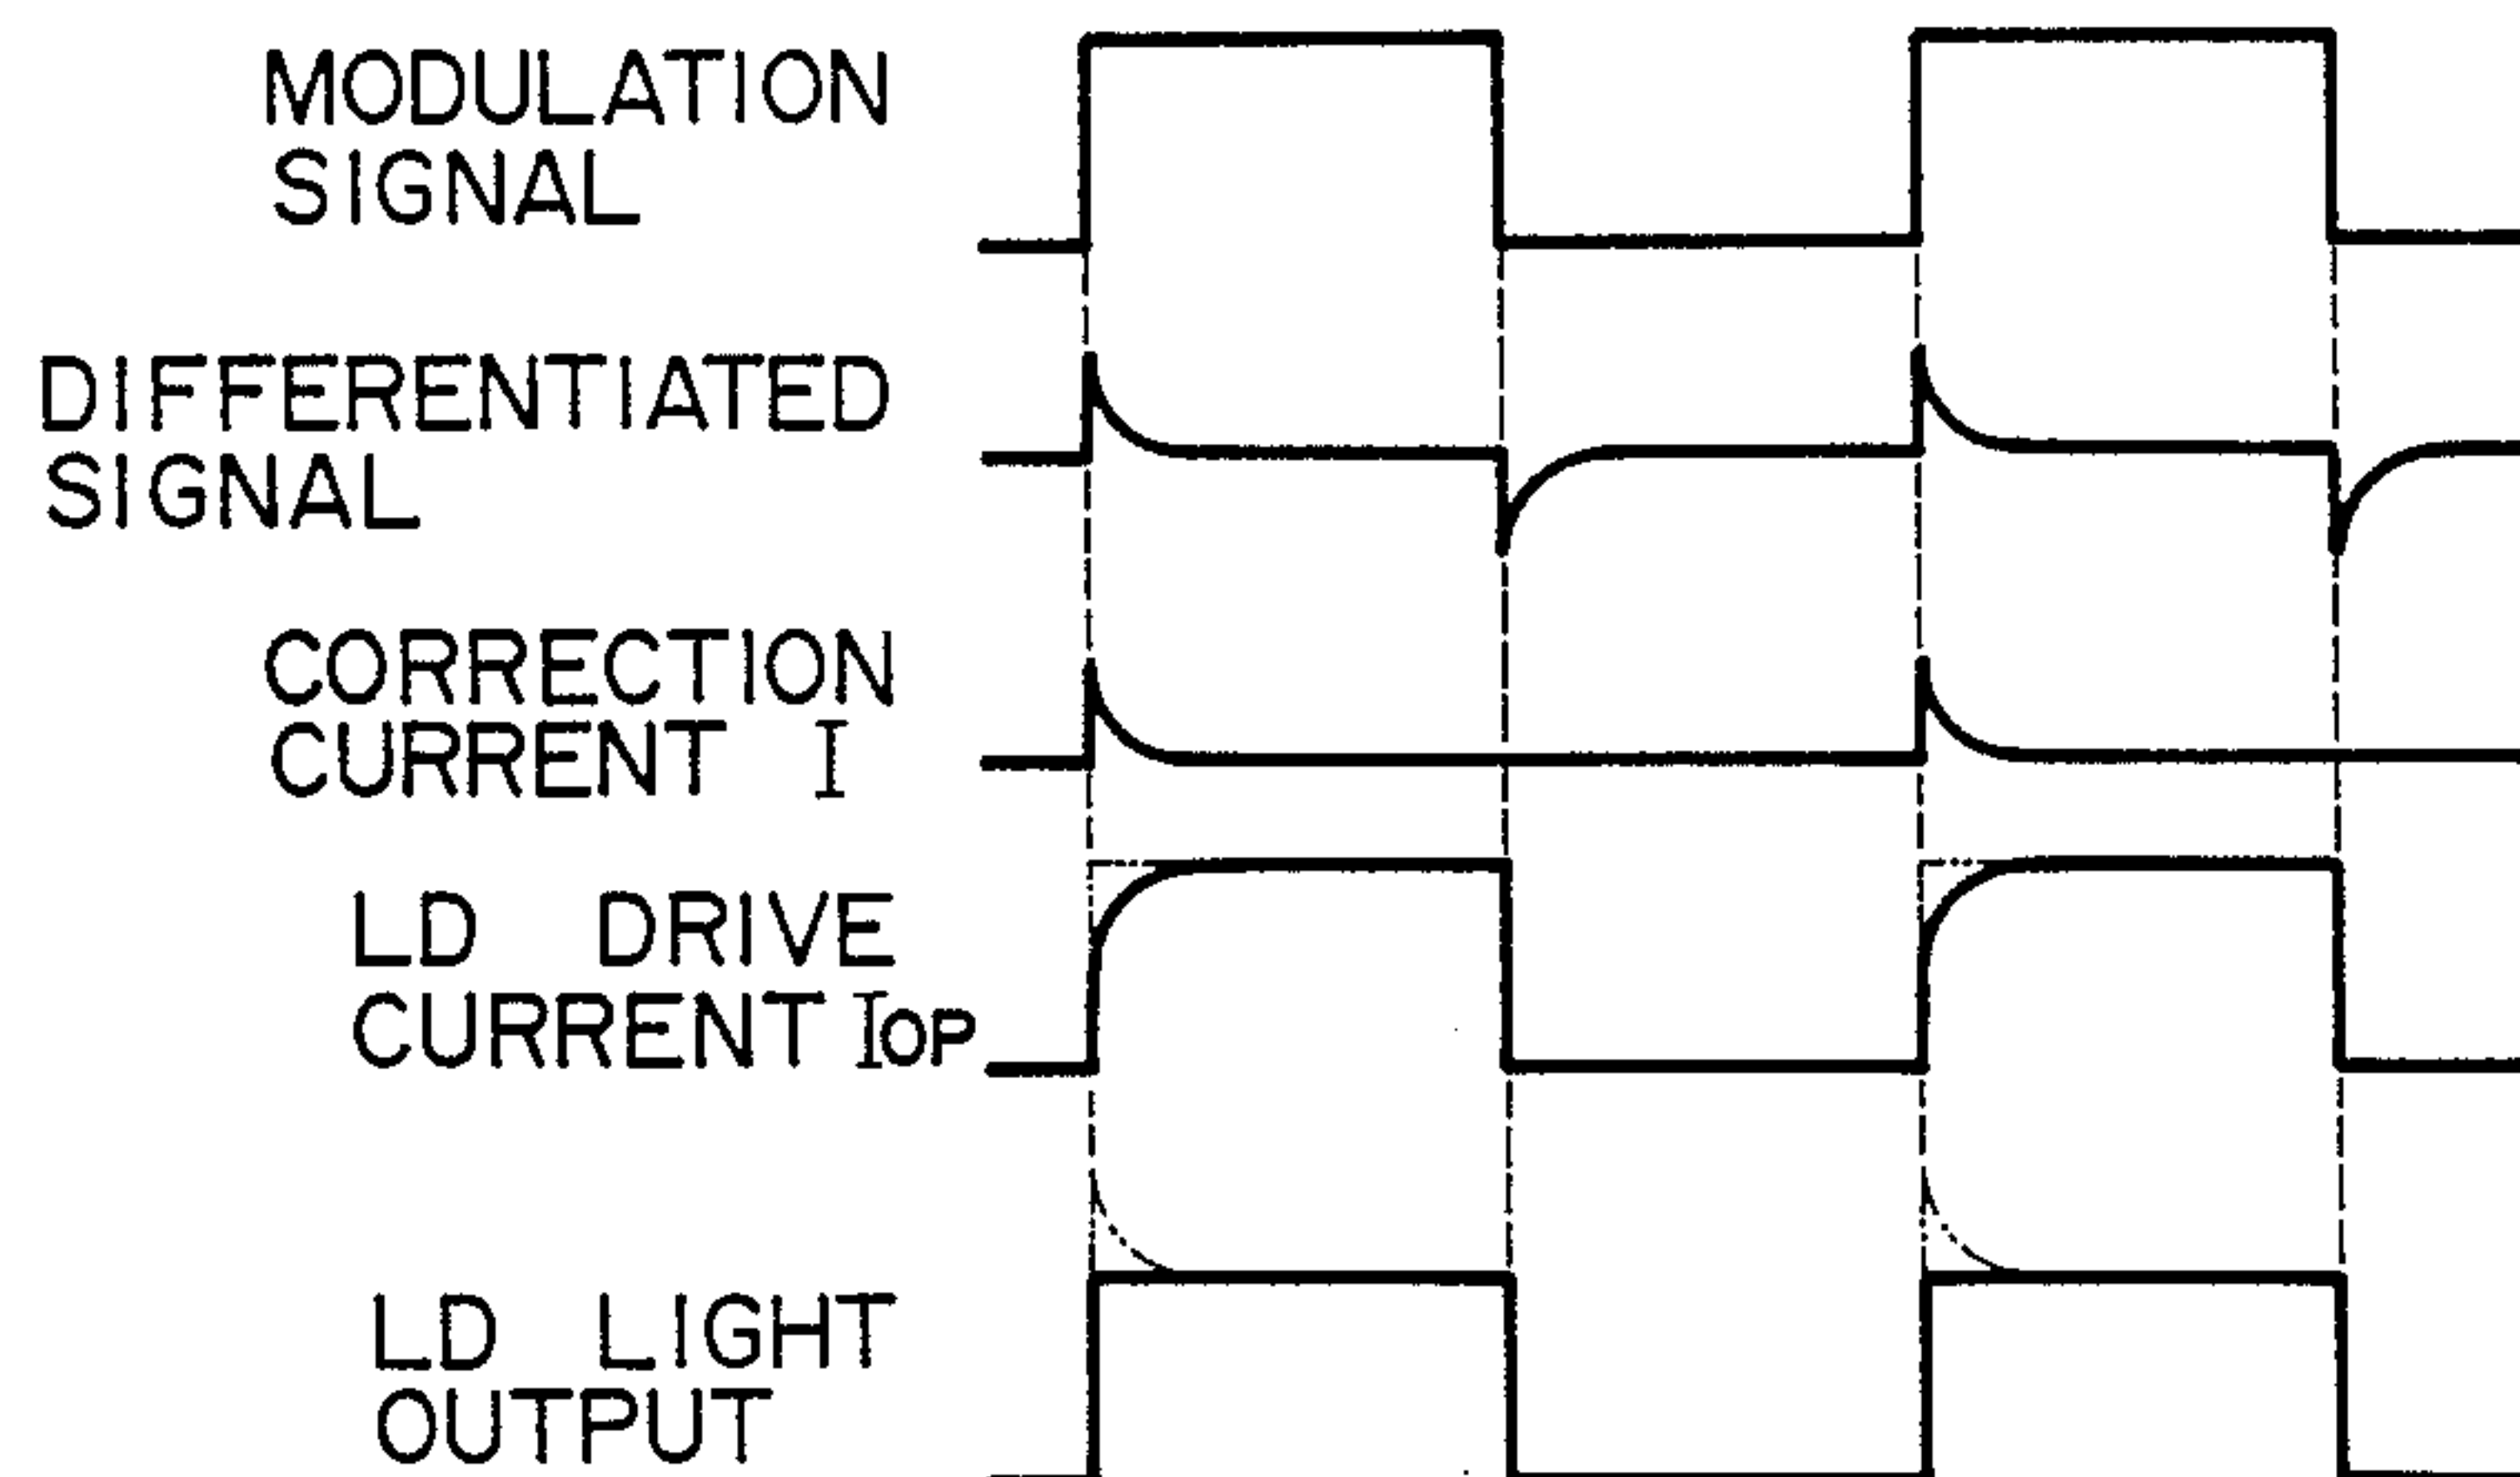 MODULATION
SIGNAL
DIFFERENTIATED
SIGNAL
CORRECTION
CURRENT I
LD DRIVE
CURRENT IOP
LD LIGHT
OUTPUT